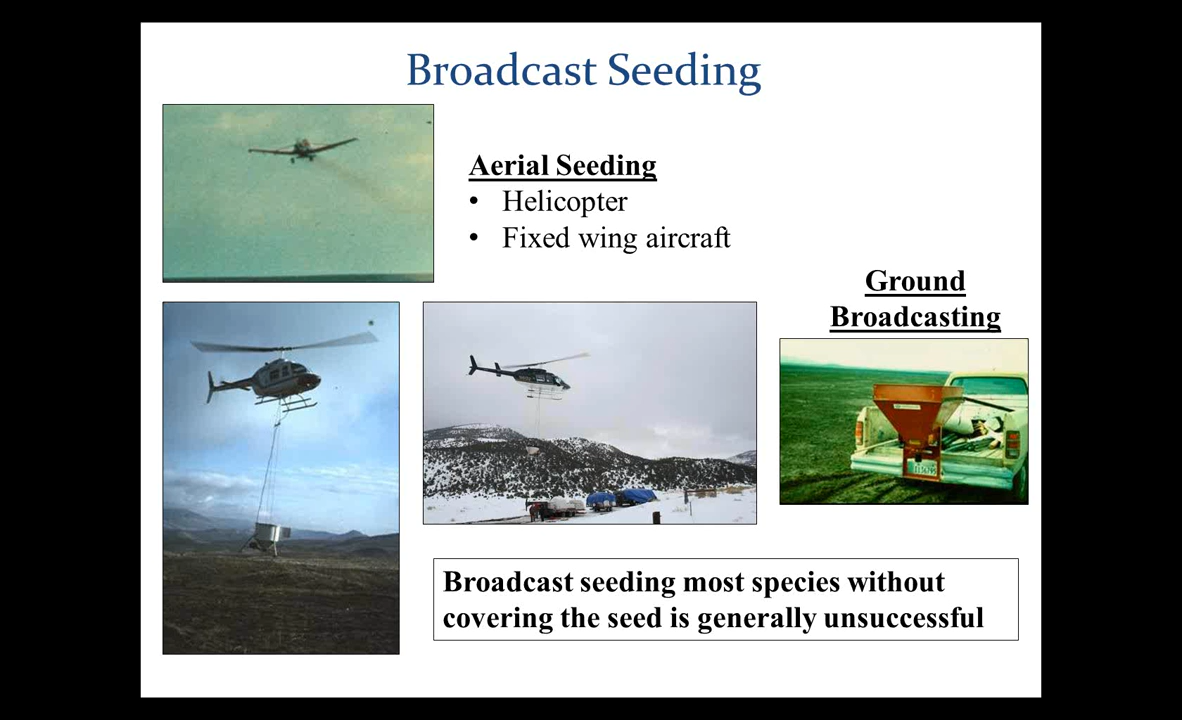 Broadcast Seeding
Aerial Seeding
• Helicopter
• Fixed wing aircraft
Ground
Broadcasting
Broadcast seeding most species without
covering the seed is generally unsuccessful